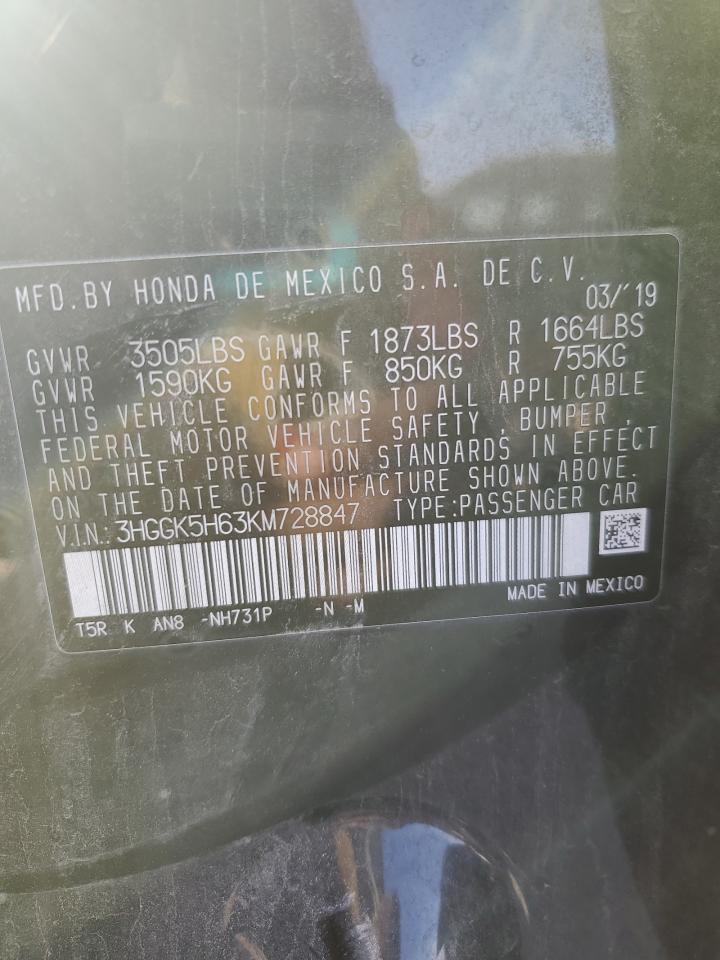 MFD.BY HONDA DE MEXICO S.A. DE C.V.
03/'19
GVWR 3505LBS GAWR F 1873LBS R 1664LBS
GVWR 1590KG GAWR F 850KG R 755KG
THIS VEHICLE CONFORMS TO ALL APPLICABLE
FEDERAL MOTOR VEHICLE SAFETY , BUMPER ,
AND THEFT PREVENTION STANDARDS IN EFFECT
ON THE DATE OF MANUFACTURE SHOWN ABOVE.
V.I.N.: 3HGGK5H63KM728847 TYPE:PASSENGER CAR
T5R K AN8 -NH731P -N -M MADE IN MEXICO